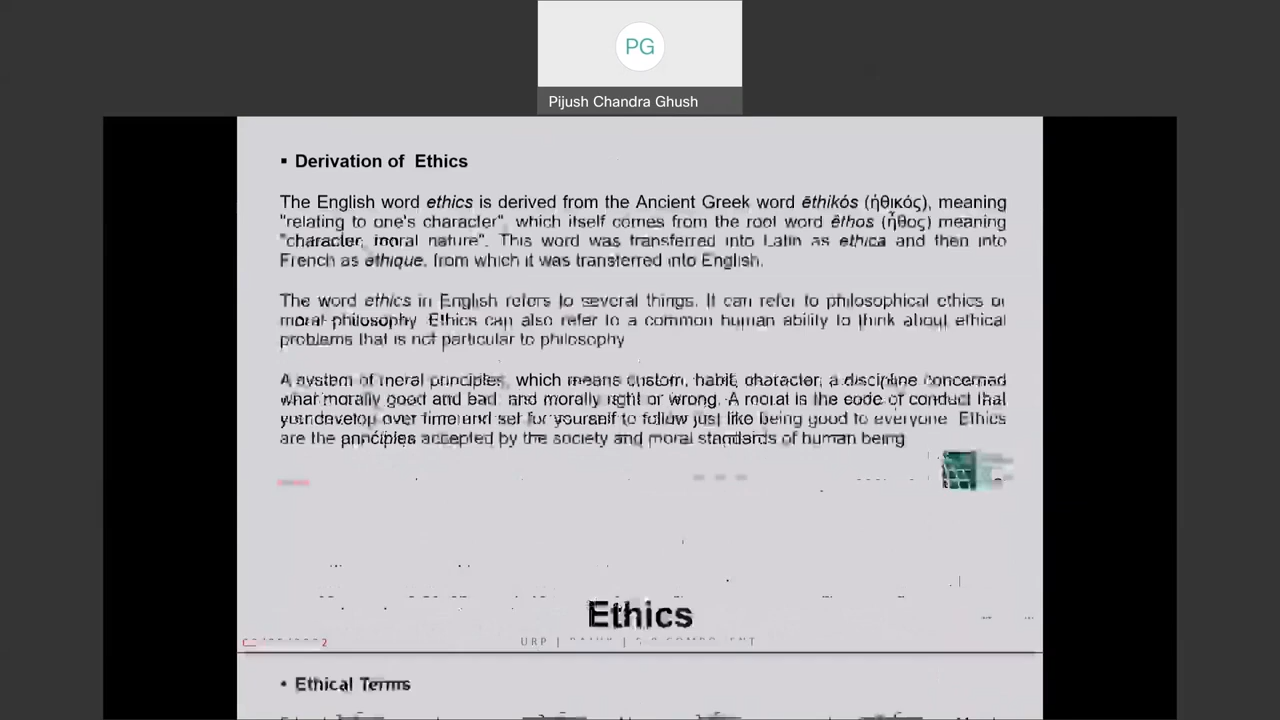 PG
Pijush Chandra Ghush
▪ Derivation of Ethics
The English word ethics is derived from the Ancient Greek word ēthikós (ἠθικός), meaning
"relating to one's character", which itself comes from the root word êthos (ἦθος) meaning
"character, moral nature". This word was transferred into Latin as ethica and then into
French as éthique, from which it was transferred into English.
The word ethics in English refers to several things. It can refer to philosophical ethics or
moral philosophy Ethics can also refer to a common human ability to think about ethical
problems that is not particular to philosophy
A system of moral principles, which means custom, habit, character, a discipline concerned
what morally good and bad and morally right or wrong. A moral is the code of conduct that
you develop over time and set for yourself to follow just like being good to everyone Ethics
are the principles accepted by the society and moral standards of human being
Ethics
URP |
• Ethical Terms